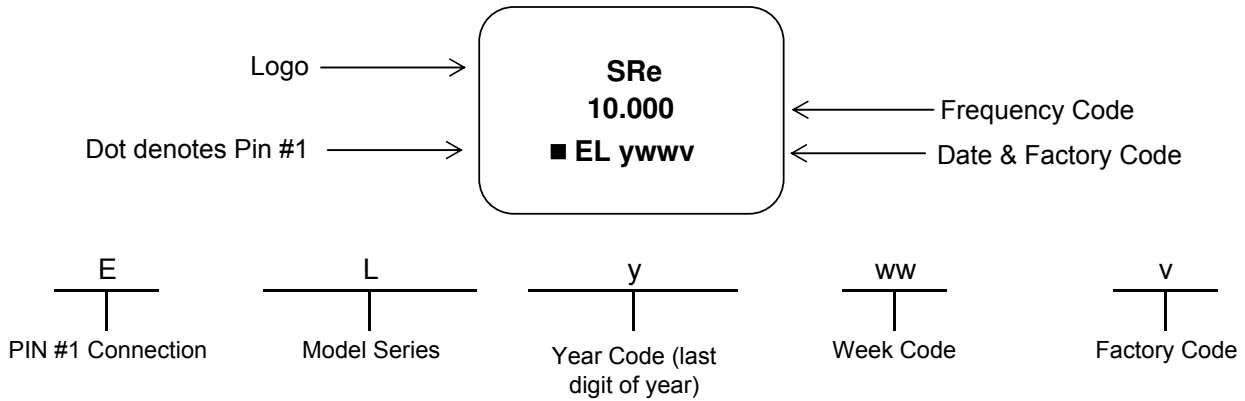 Logo
SRe
10.000
Frequency Code
Dot denotes Pin #1
■ EL ywwv
Date & Factory Code
E
L
y
ww
v
PIN #1 Connection
Model Series
Year Code (last
digit of year)
Week Code
Factory Code